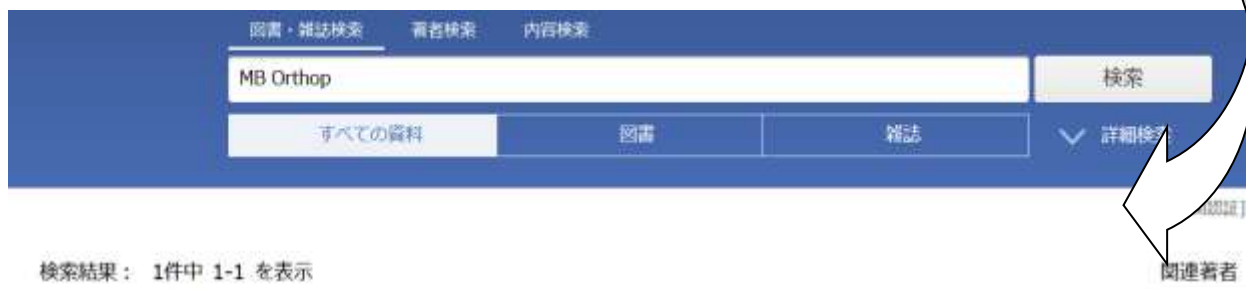 図書・雑誌検索 著者検索 内容検索
MB Orthop 検索
すべての資料 図書 雑誌 詳細検索
検索結果： 1件中 1-1 を表示 関連著者